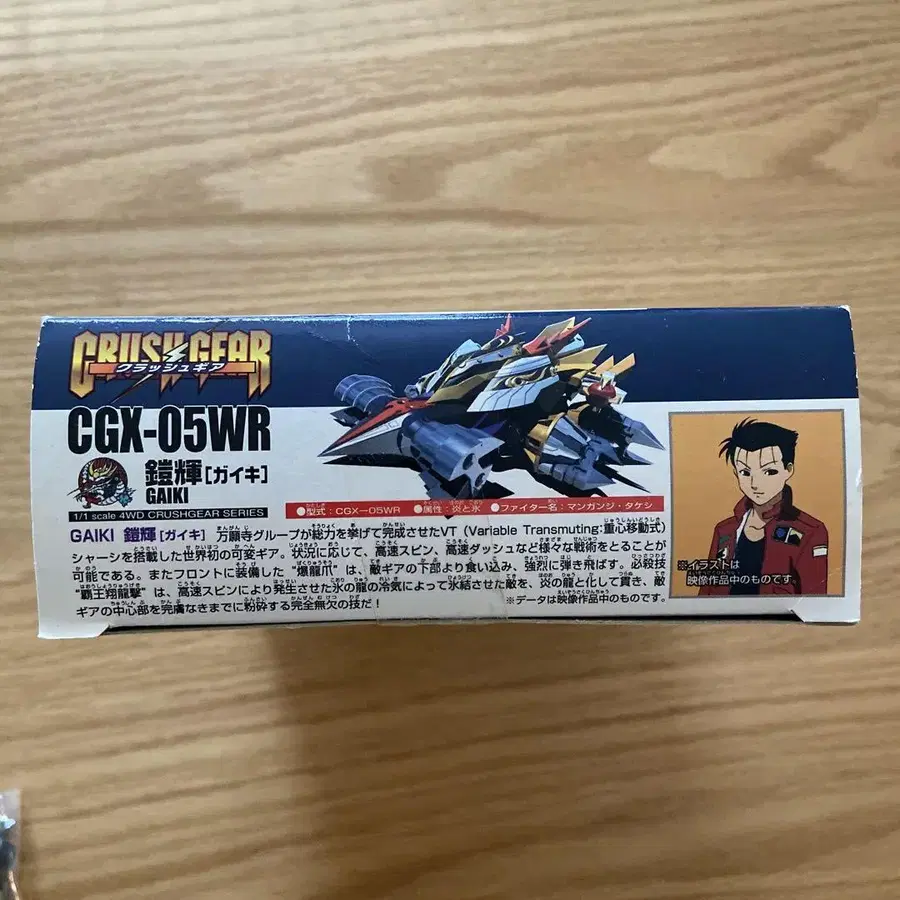 CRUSH GEAR
クラッシュギア
CGX-05WR
鎧輝[ガイキ]
GAIKI
1/1 scale 4WD CRUSHGEAR SERIES
●型式:CGX-05WR ●属性:炎と氷 ●ファイター名:マンガンジ・タケシ
GAIKI 鎧輝[ガイキ] 万願寺グループが総力を挙げて完成させたVT (Variable Transmuting:重心移動式)
シャーシを搭載した世界初の可変ギア。状況に応じて、高速スピン、高速ダッシュなど様々な戦術をとることが
可能である。またフロントに装備した“爆龍爪”は、敵ギアの下部より食い込み、強烈に弾き飛ばす。必殺技
“覇王翔龍撃”は、高速スピンにより発生させた氷の龍の冷気によって氷結させた敵を、炎の龍と化して貫き、敵
ギアの中心部を完膚なきまでに粉砕する完全無欠の技だ!
※データは映像作品中のものです。
※イラストは
映像作品中のものです。